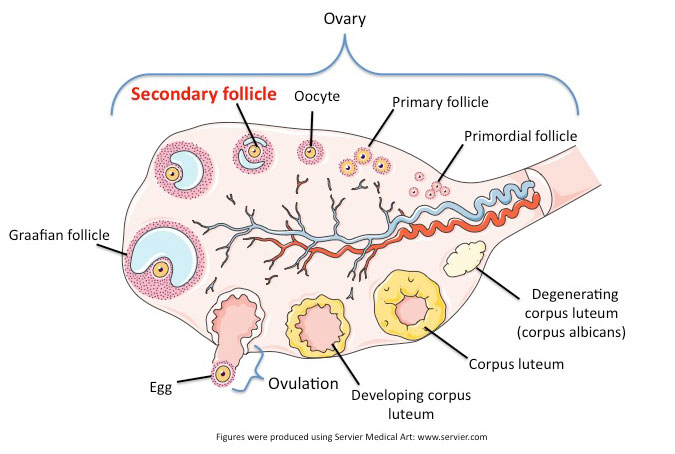 Ovary
Secondary follicle
Oocyte
Primary follicle
Primordial follicle
Graafian follicle
Degenerating
corpus luteum
(corpus albicans)
Corpus luteum
Egg
Ovulation
Developing corpus
luteum
Figures were produced using Servier Medical Art: www.servier.com